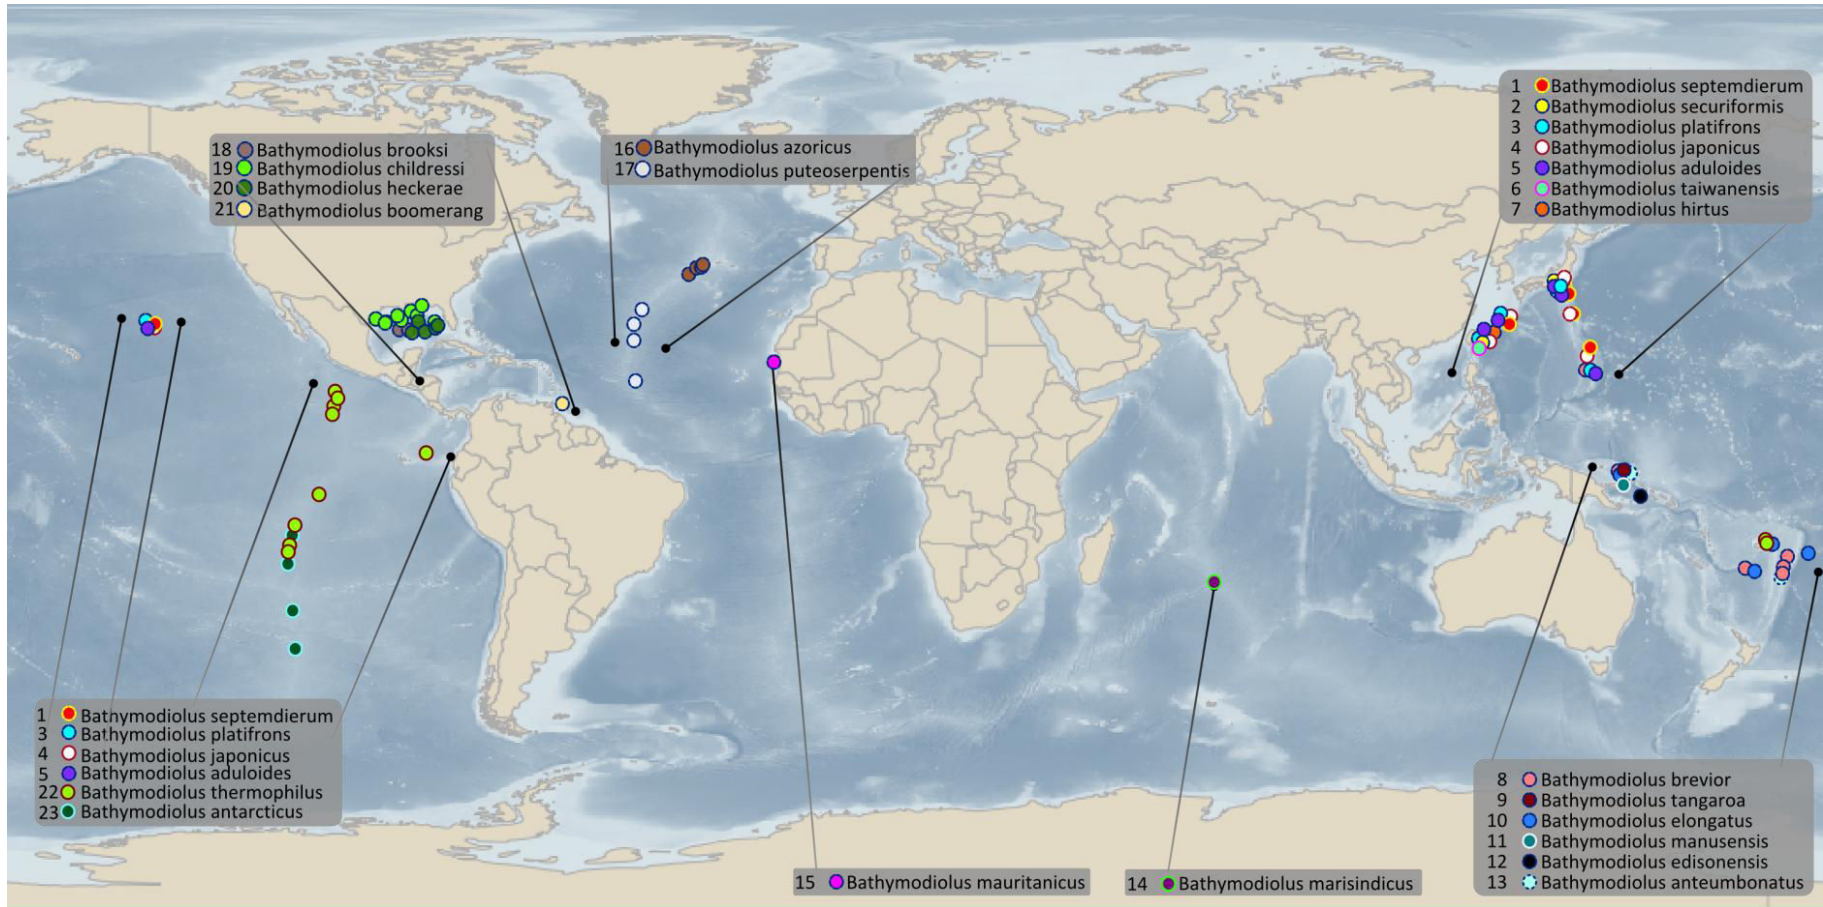 18 Bathymodiolus brooksi
19 Bathymodiolus childressi
20 Bathymodiolus heckerae
21 Bathymodiolus boomerang
16 Bathymodiolus azoricus
17 Bathymodiolus puteoserpentis
1 Bathymodiolus septemdierum
2 Bathymodiolus securiformis
3 Bathymodiolus platifrons
4 Bathymodiolus japonicus
5 Bathymodiolus aduloides
6 Bathymodiolus taiwanensis
7 Bathymodiolus hirtus
1 Bathymodiolus septemdierum
3 Bathymodiolus platifrons
4 Bathymodiolus japonicus
5 Bathymodiolus aduloides
22 Bathymodiolus thermophilus
23 Bathymodiolus antarcticus
15 Bathymodiolus mauritanicus
14 Bathymodiolus marisindicus
8 Bathymodiolus brevior
9 Bathymodiolus tangaroa
10 Bathymodiolus elongatus
11 Bathymodiolus manusensis
12 Bathymodiolus edisonensis
13 Bathymodiolus anteumbonatus